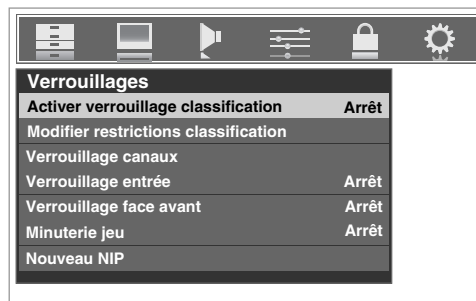 Verrouillages
Activer verrouillage classification Arrêt
Modifier restrictions classification
Verrouillage canaux
Verrouillage entrée Arrêt
Verrouillage face avant Arrêt
Minuterie jeu Arrêt
Nouveau NIP